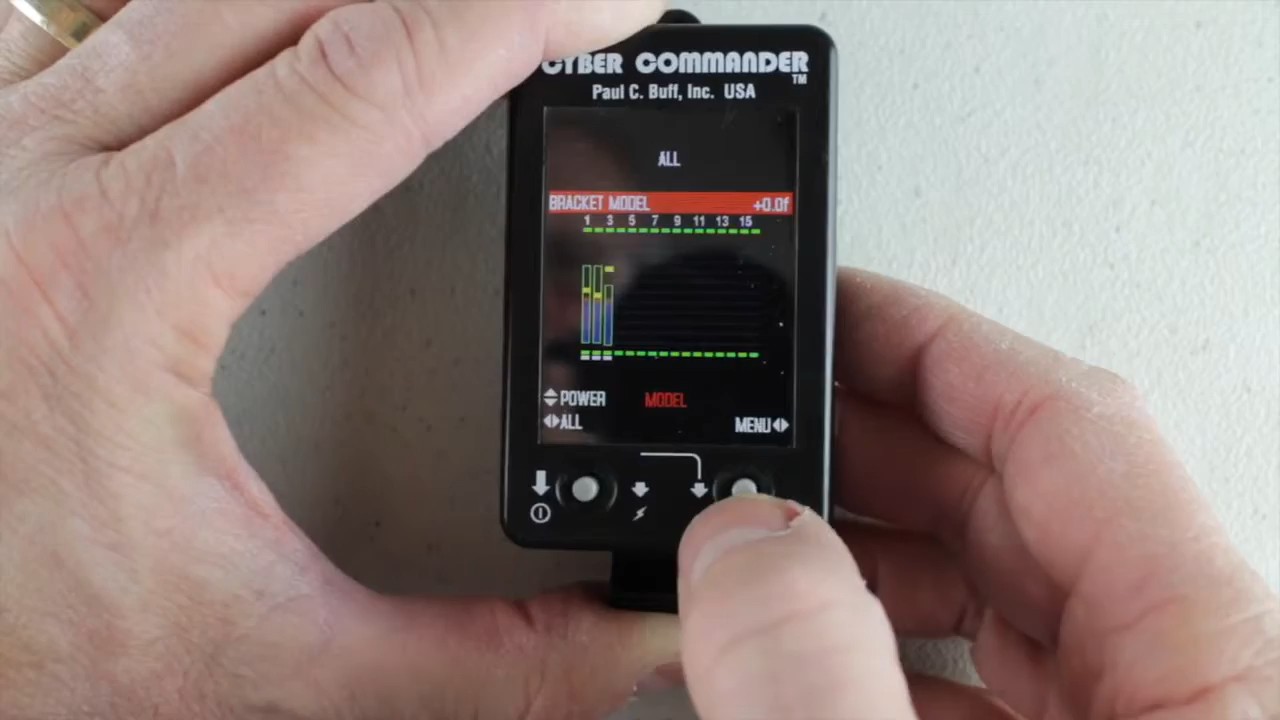 CYBER COMMANDER
TM
Paul C. Buff, Inc. USA
ALL
BRACKET MODEL +0.0f
1 3 5 7 9 11 13 15
POWER MODEL
ALL MENU